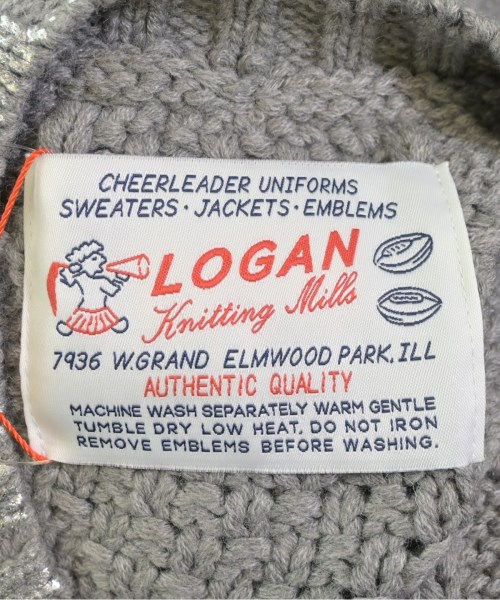 CHEERLEADER UNIFORMS
SWEATERS · JACKETS · EMBLEMS
LOGAN
Knitting Mills
7936 W.GRAND ELMWOOD PARK, ILL
AUTHENTIC QUALITY
MACHINE WASH SEPARATELY WARM GENTLE
TUMBLE DRY LOW HEAT. DO NOT IRON
REMOVE EMBLEMS BEFORE WASHING.